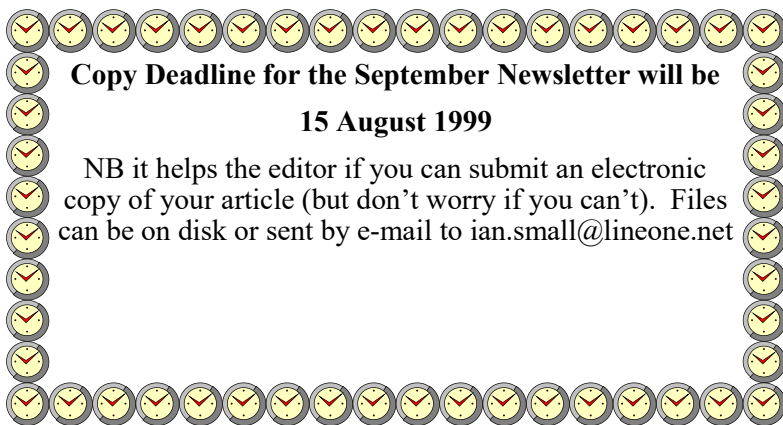 Copy Deadline for the September Newsletter will be
15 August 1999
NB it helps the editor if you can submit an electronic
copy of your article (but don’t worry if you can’t).  Files
can be on disk or sent by e-mail to ian.small@lineone.net